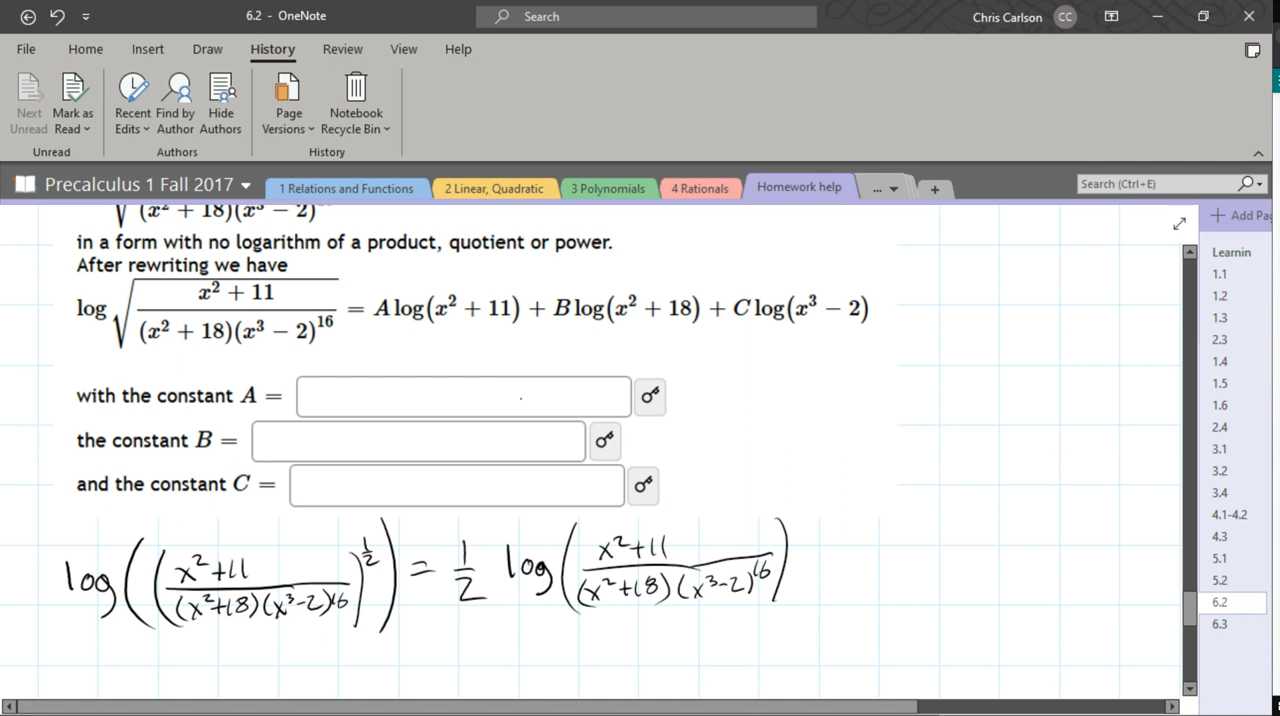 6.2 - OneNote
Search
Chris Carlson CC
File Home Insert Draw History Review View Help
Next Unread
Mark as Read
Recent Edits
Find by Author
Hide Authors
Page Versions
Notebook Recycle Bin
Unread Authors History
Precalculus 1 Fall 2017
1 Relations and Functions
2 Linear, Quadratic
3 Polynomials
4 Rationals
Homework help
...
+
Search (Ctrl+E)
√ (x² + 18)(x³ − 2)
in a form with no logarithm of a product, quotient or power.
After rewriting we have
log √((x² + 11)/((x² + 18)(x³ − 2)¹⁶)) = A log(x² + 11) + B log(x² + 18) + C log(x³ − 2)
with the constant A =
the constant B =
and the constant C =
log(((x²+11)/((x²+18)(x³-2)¹⁶))^(1/2)) = 1/2 log((x²+11)/((x²+18)(x³-2)¹⁶))
+ Add Pag
Learnin
1.1
1.2
1.3
2.3
1.4
1.5
1.6
2.4
3.1
3.2
3.4
4.1-4.2
4.3
5.1
5.2
6.2
6.3